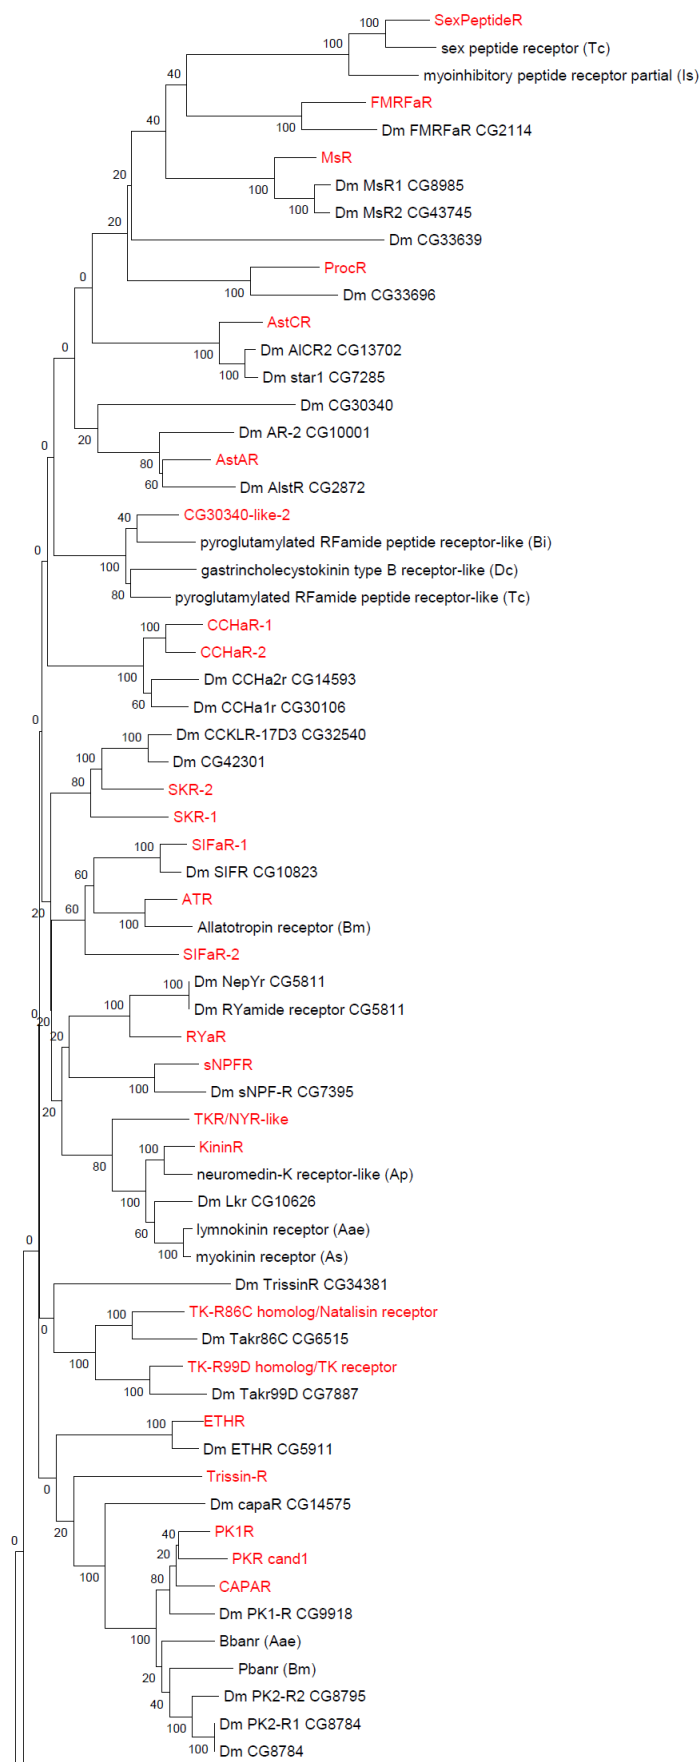 SexPeptideR
100
100
sex peptide receptor (Tc)
myoinhibitory peptide receptor partial (Is)
40
FMRFaR
40
100
Dm FMRFaR CG2114
MsR
100
Dm MsR1 CG8985
20
100
Dm MsR2 CG43745
20
Dm CG33639
ProcR
0
100
Dm CG33696
AstCR
100
Dm AlCR2 CG13702
0
100
Dm star1 CG7285
Dm CG30340
20
Dm AR-2 CG10001
0
80
AstAR
60
Dm AlstR CG2872
40
CG30340-like-2
pyroglutamylated RFamide peptide receptor-like (Bi)
0
gastrincholecystokinin type B receptor-like (Dc)
80
pyroglutamylated RFamide peptide receptor-like (Tc)
100
CCHaR-1
CCHaR-2
100
Dm CCHa2r CG14593
60
Dm CCHa1r CG30106
0
100
Dm CCKLR-17D3 CG32540
100
Dm CG42301
80
SKR-2
SKR-1
100
SIFaR-1
60
Dm SIFR CG10823
ATR
20
60
100
Allatotropin receptor (Bm)
SIFaR-2
100
Dm NepYr CG5811
100
Dm RYamide receptor CG5811
0
20
20
RYaR
sNPFR
100
Dm sNPF-R CG7395
20
TKR/NYR-like
100
KininR
80
neuromedin-K receptor-like (Ap)
100
Dm Lkr CG10626
60
lymnokinin receptor (Aae)
100
myokinin receptor (As)
0
Dm TrissinR CG34381
100
TK-R86C homolog/Natalisin receptor
0
Dm Takr86C CG6515
100
TK-R99D homolog/TK receptor
100
Dm Takr99D CG7887
100
ETHR
Dm ETHR CG5911
0
Trissin-R
20
Dm capaR CG14575
0
40
PK1R
20
PKR cand1
100
80
CAPAR
Dm PK1-R CG9918
100
Bbanr (Aae)
20
Pbanr (Bm)
40
Dm PK2-R2 CG8795
100
Dm PK2-R1 CG8784
100
Dm CG8784